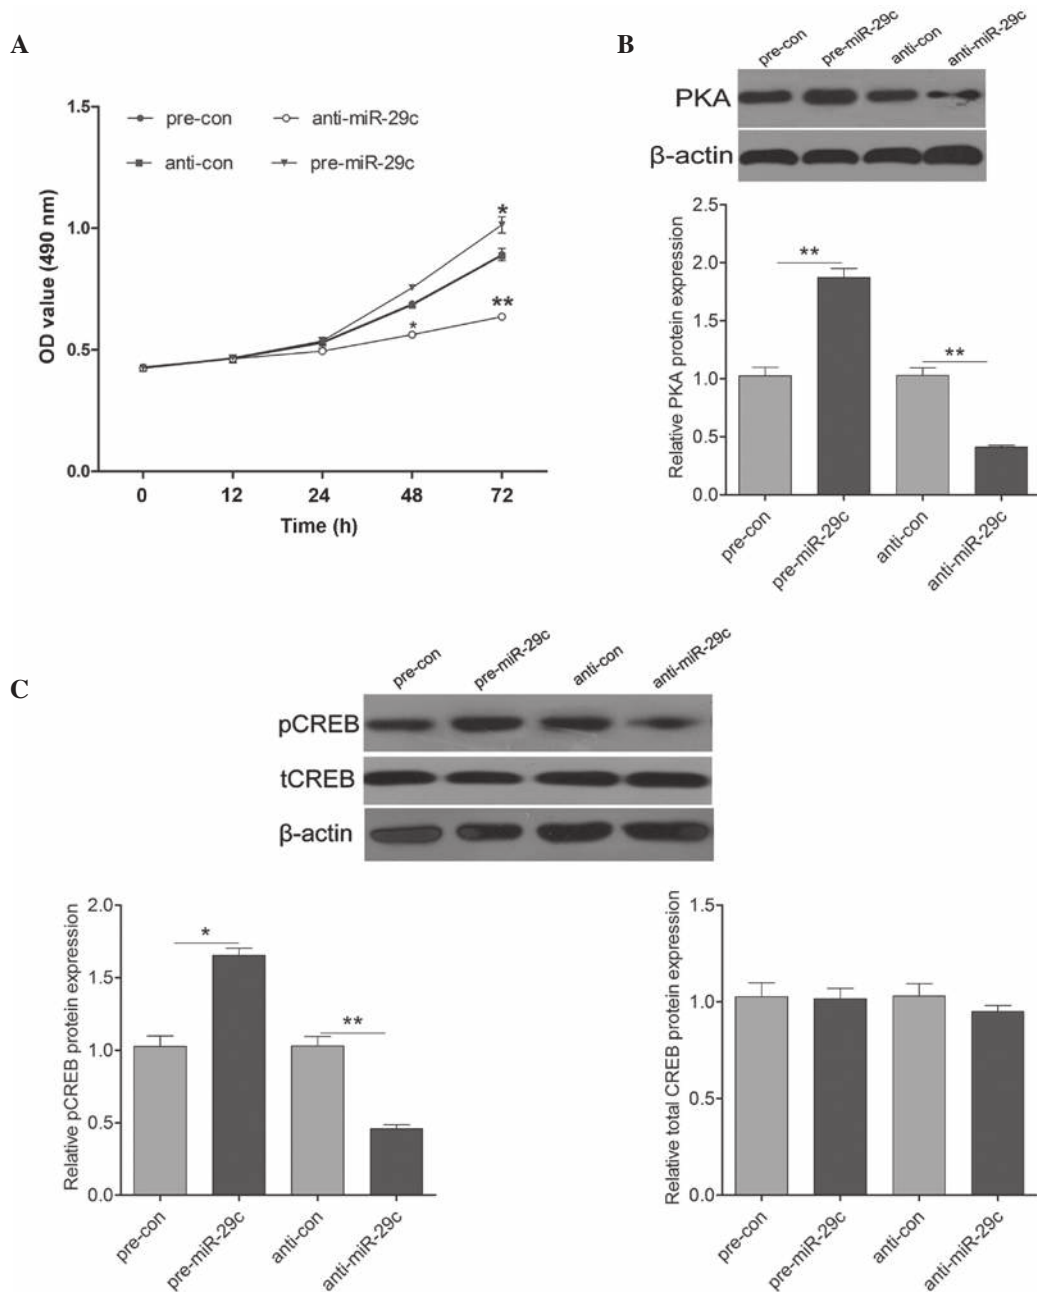 A
1.5
1.0
0.5
0.0
OD value (490 nm)
pre-con
anti-miR-29c
anti-con
pre-miR-29c
*
*
**
0
12
24
48
72
Time (h)
B
pre-con
pre-miR-29c
anti-con
anti-miR-29c
PKA
β-actin
2.5
2.0
1.5
1.0
0.5
0.0
Relative PKA protein expression
**
**
pre-con
pre-miR-29c
anti-con
anti-miR-29c
C
pre-con
pre-miR-29c
anti-con
anti-miR-29c
pCREB
tCREB
β-actin
2.0
1.5
1.0
0.5
0.0
Relative pCREB protein expression
*
**
pre-con
pre-miR-29c
anti-con
anti-miR-29c
1.5
1.0
0.5
0.0
Relative total CREB protein expression
pre-con
pre-miR-29c
anti-con
anti-miR-29c